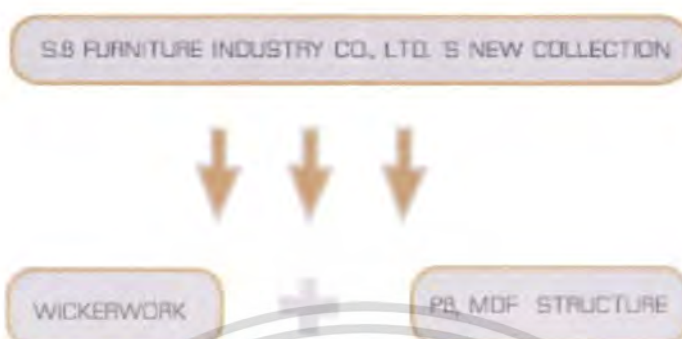 S.B FURNITURE INDUSTRY CO., LTD. 'S NEW COLLECTION
WICKERWORK + PB, MDF STRUCTURE